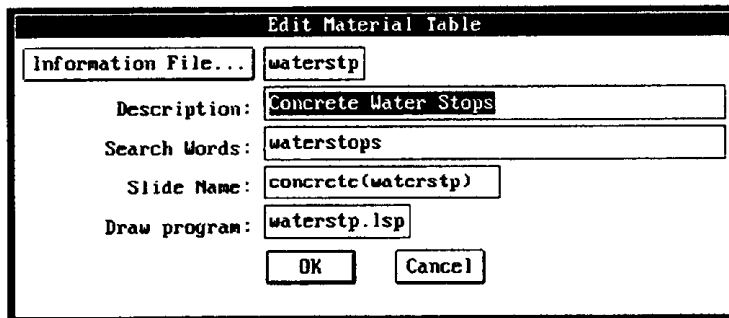 Edit Material Table
Information File... waterstp
Description: Concrete Water Stops
Search Words: waterstops
Slide Name: concrete(waterstp)
Draw program: waterstp.lsp
OK Cancel